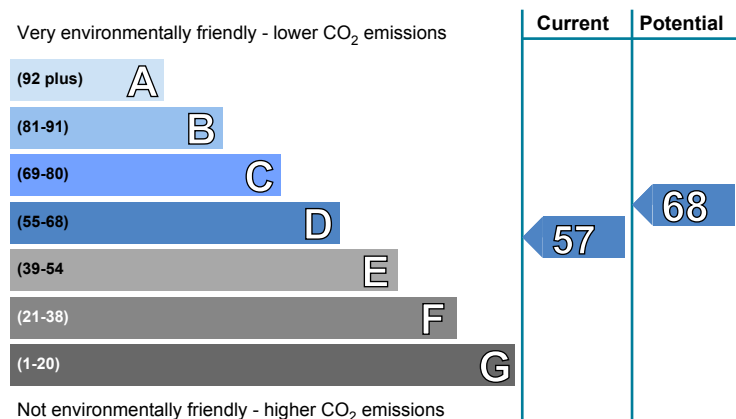 Very environmentally friendly - lower CO2 emissions
Current
Potential
(92 plus) A
(81-91) B
(69-80) C
(55-68) D
(39-54 E
(21-38) F
(1-20) G
57
68
Not environmentally friendly - higher CO2 emissions